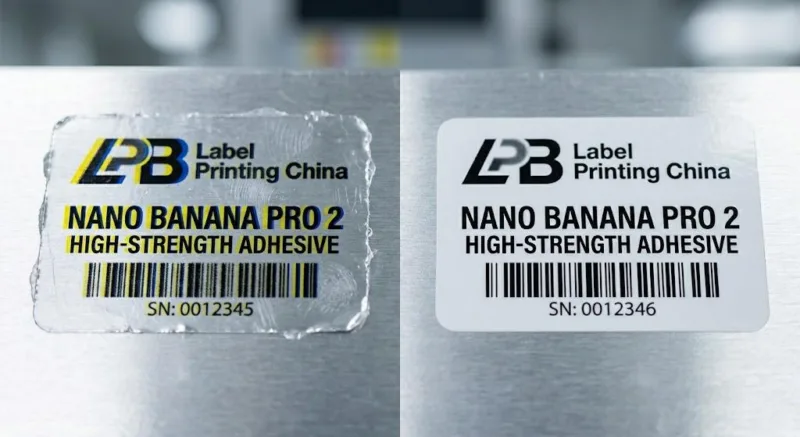 LPB Label
Printing China
NANO BANANA PRO 2
HIGH-STRENGTH ADHESIVE
SN: 0012345
LPB Label
Printing China
NANO BANANA PRO 2
HIGH-STRENGTH ADHESIVE
SN: 0012346